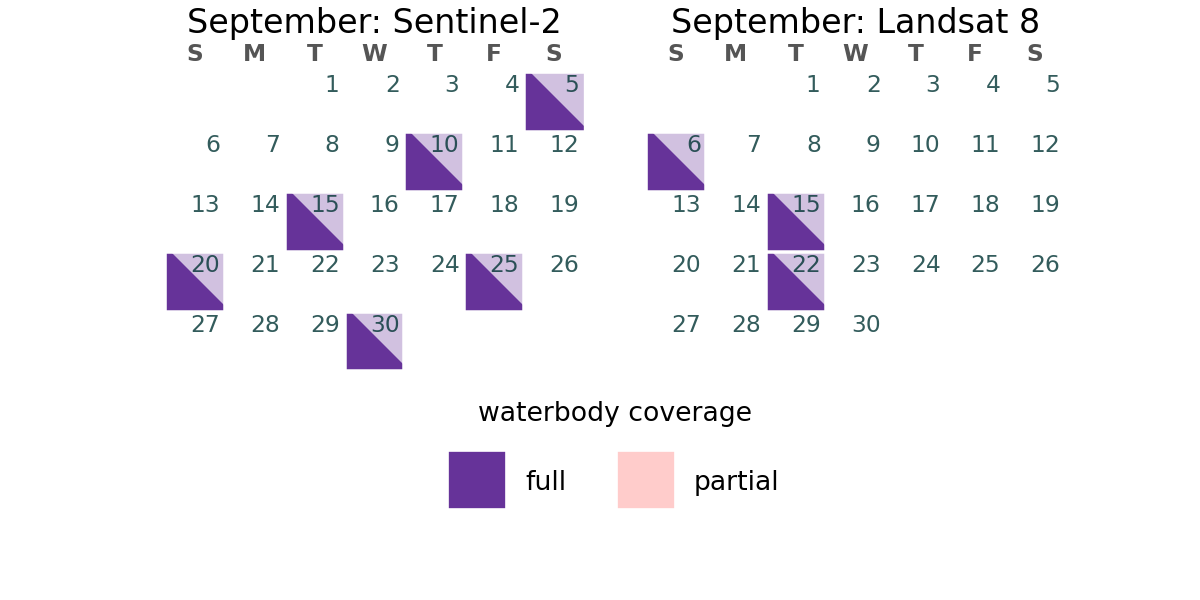 September: Sentinel-2
S M T W T F S
1 2 3 4 5
6 7 8 9 10 11 12
13 14 15 16 17 18 19
20 21 22 23 24 25 26
27 28 29 30
September: Landsat 8
S M T W T F S
1 2 3 4 5
6 7 8 9 10 11 12
13 14 15 16 17 18 19
20 21 22 23 24 25 26
27 28 29 30
waterbody coverage
full
partial